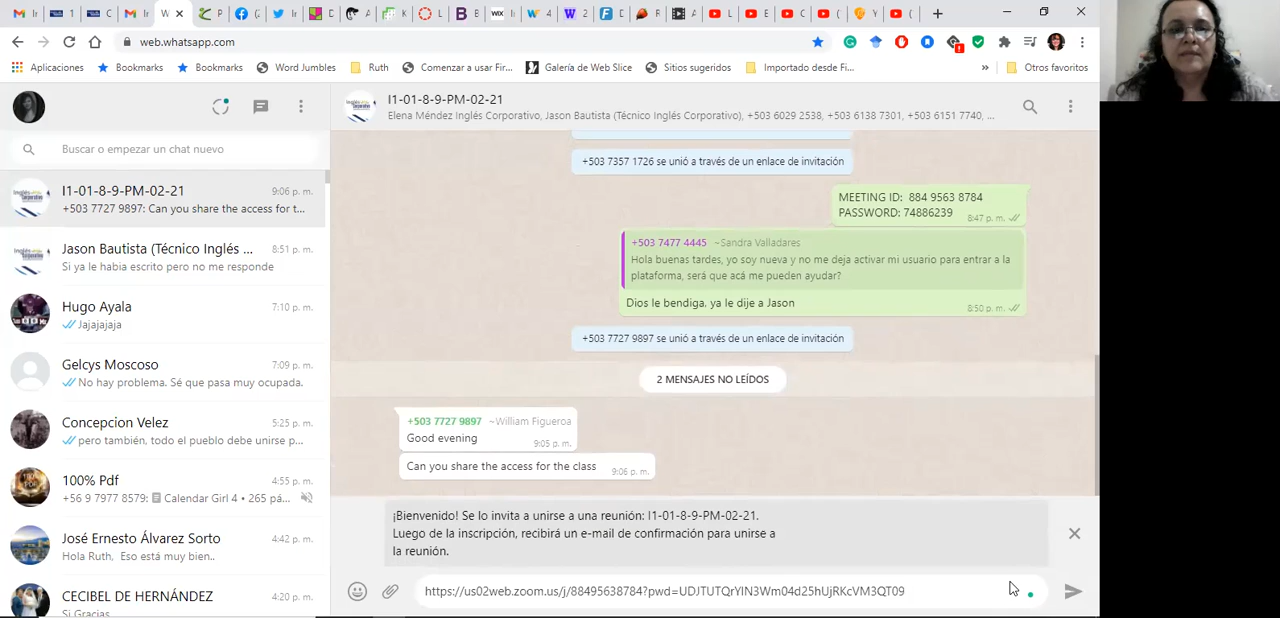 web.whatsapp.com
Aplicaciones
Bookmarks
Bookmarks
Word Jumbles
Ruth
Comenzar a usar Fir...
Galería de Web Slice
Sitios sugeridos
Importado desde Fi...
»
Otros favoritos
Buscar o empezar un chat nuevo
I1-01-8-9-PM-02-21
9:06 p. m.
+503 7727 9897: Can you share the access for t...
Jason Bautista (Técnico Inglés ...
8:51 p. m.
Si ya le habia escrito pero no me responde
Hugo Ayala
7:10 p. m.
Jajajajaja
Gelcys Moscoso
7:09 p. m.
No hay problema. Sé que pasa muy ocupada.
Concepcion Velez
5:25 p. m.
pero también, todo el pueblo debe unirse p...
100% Pdf
4:55 p. m.
+56 9 7977 8579: Calendar Girl 4 • 265 pá...
José Ernesto Álvarez Sorto
4:42 p. m.
Hola Ruth, Eso está muy bien..
CECIBEL DE HERNÁNDEZ
4:20 p. m.
Si Gracias
I1-01-8-9-PM-02-21
Elena Méndez Inglés Corporativo, Jason Bautista (Técnico Inglés Corporativo), +503 6029 2538, +503 6138 7301, +503 6151 7740, ...
+503 7357 1726 se unió a través de un enlace de invitación
MEETING ID: 884 9563 8784
PASSWORD: 74886239
8:47 p. m.
+503 7477 4445 ~Sandra Valladares
Hola buenas tardes, yo soy nueva y no me deja activar mi usuario para entrar a la
plataforma, será que acá me pueden ayudar?
Dios le bendiga, ya le dije a Jason
8:50 p. m.
+503 7727 9897 se unió a través de un enlace de invitación
2 MENSAJES NO LEÍDOS
+503 7727 9897 ~William Figueroa
Good evening
9:05 p. m.
Can you share the access for the class
9:06 p. m.
¡Bienvenido! Se lo invita a unirse a una reunión: I1-01-8-9-PM-02-21.
Luego de la inscripción, recibirá un e-mail de confirmación para unirse a
la reunión.
https://us02web.zoom.us/j/88495638784?pwd=UDJTUTQrYlN3Wm04d25hUjRKcVM3QT09